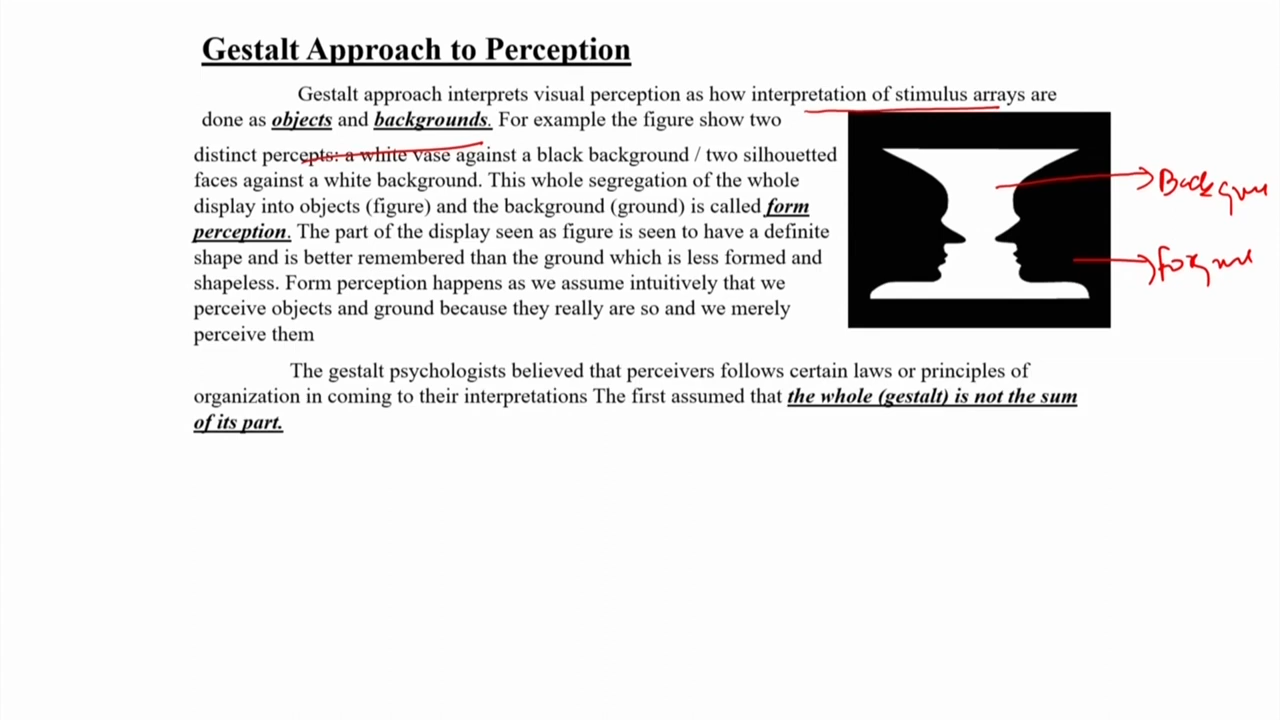 Gestalt Approach to Perception
Gestalt approach interprets visual perception as how interpretation of stimulus arrays are
done as objects and backgrounds. For example the figure show two
distinct percepts: a white vase against a black background / two silhouetted
faces against a white background. This whole segregation of the whole
display into objects (figure) and the background (ground) is called form
perception. The part of the display seen as figure is seen to have a definite
shape and is better remembered than the ground which is less formed and
shapeless. Form perception happens as we assume intuitively that we
perceive objects and ground because they really are so and we merely
perceive them
The gestalt psychologists believed that perceivers follows certain laws or principles of
organization in coming to their interpretations The first assumed that the whole (gestalt) is not the sum
of its part.